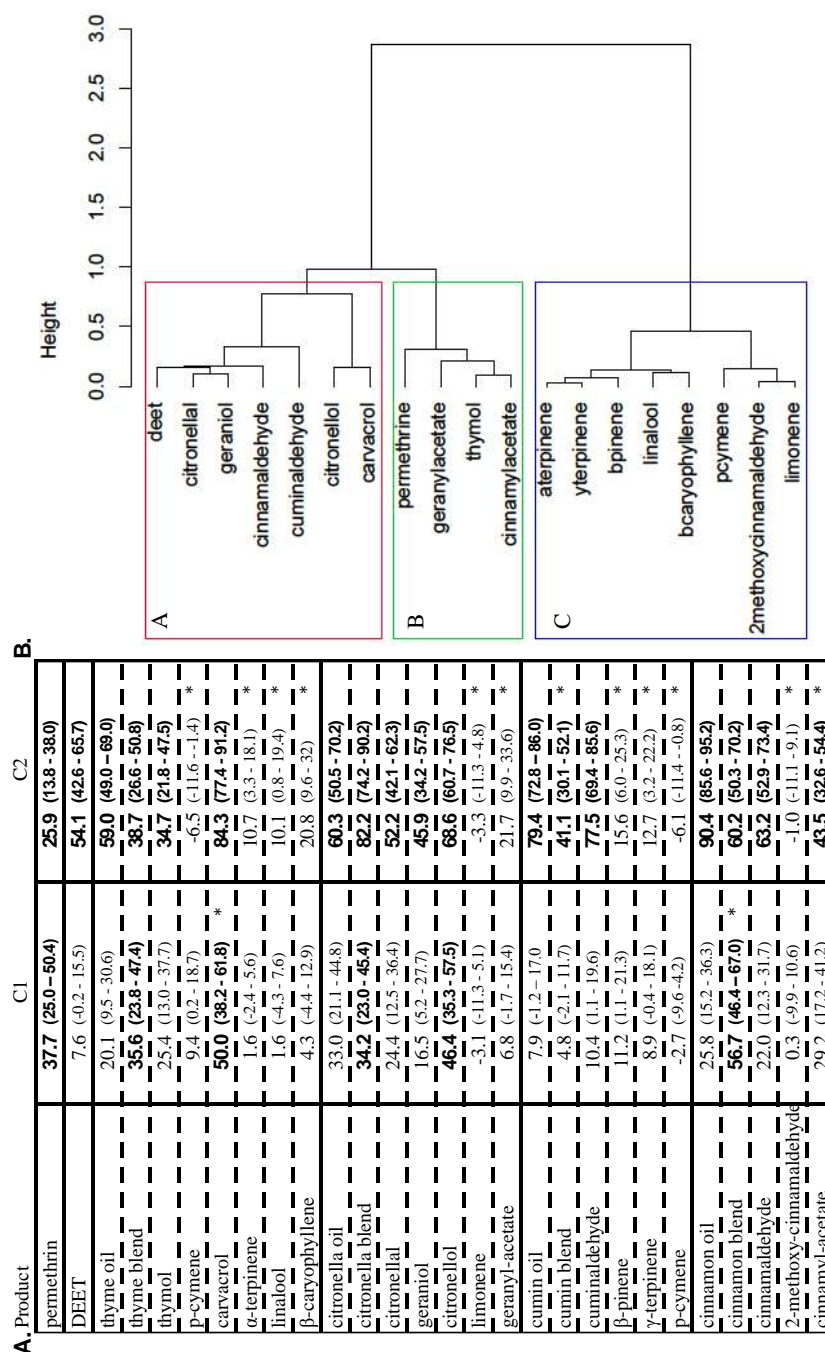 A. Product C1 C2
permethrin 37.7 (25.0 – 50.4) 25.9 (13.8 - 38.0)
DEET 7.6 (-0.2 - 15.5) 54.1 (42.6 - 65.7)
thyme oil 20.1 (9.5 - 30.6) 59.0 (49.0 – 69.0)
thyme blend 35.6 (23.8 - 47.4) 38.7 (26.6 - 50.8)
thymol 25.4 (13.0 - 37.7) 34.7 (21.8 - 47.5)
p-cymene 9.4 (0.2 - 18.7) -6.5 (-11.6 - -1.4) *
carvacrol 50.0 (38.2 - 61.8) * 84.3 (77.4 - 91.2)
α-terpinene 1.6 (-2.4 - 5.6) 10.7 (3.3 - 18.1) *
linalool 1.6 (-4.3 - 7.6) 10.1 (0.8 - 19.4) *
β-caryophyllene 4.3 (-4.4 - 12.9) 20.8 (9.6 - 32) *
citronella oil 33.0 (21.1 - 44.8) 60.3 (50.5 - 70.2)
citronella blend 34.2 (23.0 - 45.4) 82.2 (74.2 - 90.2)
citronellal 24.4 (12.5 - 36.4) 52.2 (42.1 - 62.3)
geraniol 16.5 (5.2 - 27.7) 45.9 (34.2 - 57.5)
citronellol 46.4 (35.3 - 57.5) 68.6 (60.7 - 76.5)
limonene -3.1 (-11.3 - 5.1) -3.3 (-11.3 - 4.8) *
geranyl-acetate 6.8 (-1.7 - 15.4) 21.7 (9.9 - 33.6) *
cumin oil 7.9 (-1.2 – 17.0 79.4 (72.8 – 86.0)
cumin blend 4.8 (-2.1 - 11.7) 41.1 (30.1 - 52.1) *
cuminaldehyde 10.4 (1.1 - 19.6) 77.5 (69.4 - 85.6)
β-pinene 11.2 (1.1 - 21.3) 15.6 (6.0 - 25.3) *
γ-terpinene 8.9 (-0.4 - 18.1) 12.7 (3.2 - 22.2) *
p-cymene -2.7 (-9.6 -4.2) -6.1 (-11.4 - -0.8) *
cinnamon oil 25.8 (15.2 - 36.3) 90.4 (85.6 - 95.2)
cinnamon blend 56.7 (46.4 – 67.0) * 60.2 (50.3 - 70.2)
cinnamaldehyde 22.0 (12.3 - 31.7) 63.2 (52.9 - 73.4)
2-methoxy-cinnamaldehyde 0.3 (-9.9 - 10.6) -1.0 (-11.1 - 9.1) *
cinnamyl-acetate 29.2 (17.2 - 41.2) 43.5 (32.6 - 54.4) *
B.
Height
0.0 0.5 1.0 1.5 2.0 2.5 3.0
A
deet
citronellal
geraniol
cinnamaldehyde
cuminaldehyde
citronellol
carvacrol
B
permethrine
geranylacetate
thymol
cinnamylacetate
C
aterpinene
yterpinene
bpinene
linalool
bcaryophyllene
pcymene
2methoxycinnamaldehyde
limonene